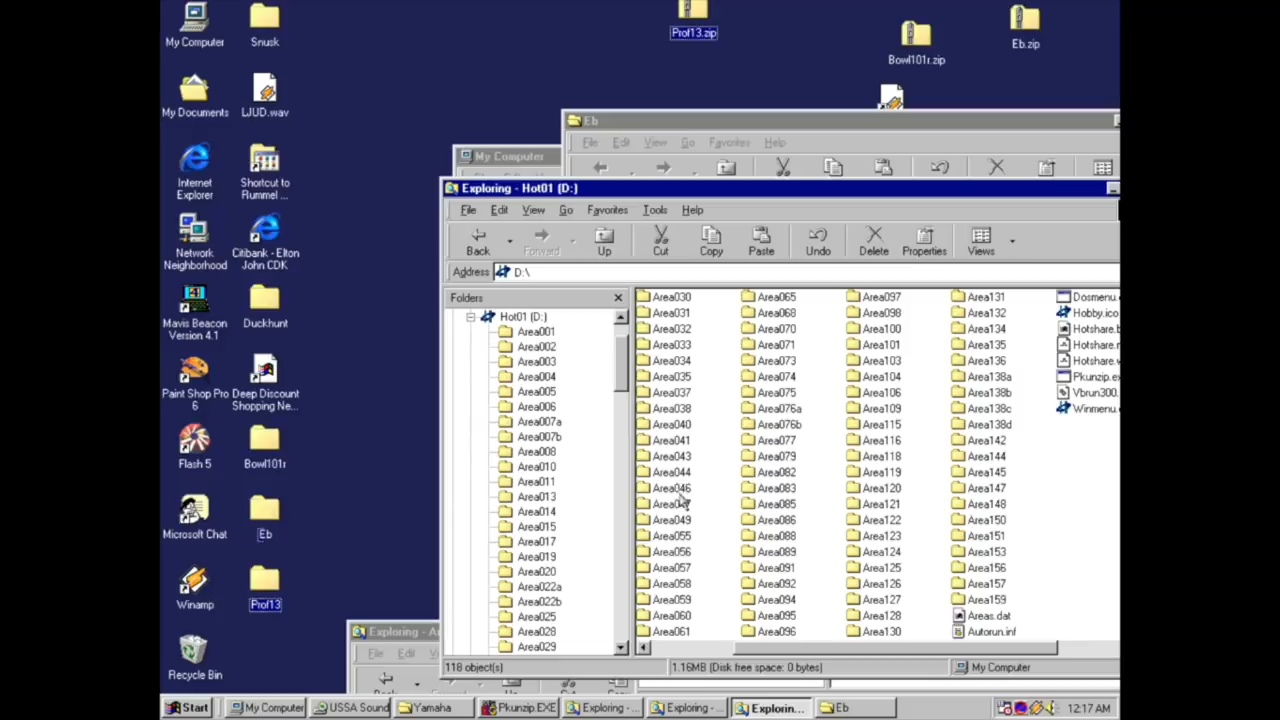 My Computer
Snusk
Prof13.zip
Bowl101r.zip
Eb.zip
My Documents
LJUD.wav
Internet
Explorer
Shortcut to
Rummel ...
Network
Neighborhood
Citibank - Elton
John CDK
Mavis Beacon
Version 4.1
Duckhunt
Paint Shop Pro
6
Deep Discount
Shopping Ne...
Flash 5
Bowl101r
Microsoft Chat
Eb
Winamp
Prof13
Recycle Bin
Eb
File Edit View Go Favorites Help
My Computer
Exploring - Hot01 (D:)
File Edit View Go Favorites Tools Help
Back Forward Up Cut Copy Paste Undo Delete Properties Views
Address D:\
Folders
Hot01 (D:)
Area001
Area002
Area003
Area004
Area005
Area006
Area007a
Area007b
Area008
Area010
Area011
Area013
Area014
Area015
Area017
Area019
Area020
Area022a
Area022b
Area025
Area028
Area029
Area030 Area065 Area097 Area131 Dosmenu.
Area031 Area068 Area098 Area132 Hobby.ico
Area032 Area070 Area100 Area134 Hotshare.
Area033 Area071 Area101 Area135 Hotshare.
Area034 Area073 Area103 Area136 Hotshare.
Area035 Area074 Area104 Area138a Pkunzip.
Area037 Area075 Area106 Area138b Vbrun300.
Area038 Area076a Area109 Area138c Winmenu.
Area040 Area076b Area115 Area138d
Area041 Area077 Area116 Area142
Area043 Area079 Area118 Area144
Area044 Area082 Area119 Area145
Area046 Area083 Area120 Area147
Area047 Area085 Area121 Area148
Area049 Area086 Area122 Area150
Area055 Area088 Area123 Area151
Area056 Area089 Area124 Area153
Area057 Area091 Area125 Area156
Area058 Area092 Area126 Area157
Area059 Area094 Area127 Area159
Area060 Area095 Area128 Areas.dat
Area061 Area096 Area130 Autorun.inf
118 object(s) 1.16MB (Disk free space: 0 bytes) My Computer
Exploring - A
File Edit
Start My Computer USSA Sound Yamaha Pkunzip.EXE Exploring - ... Exploring - ... Explorin... Eb 12:17 AM